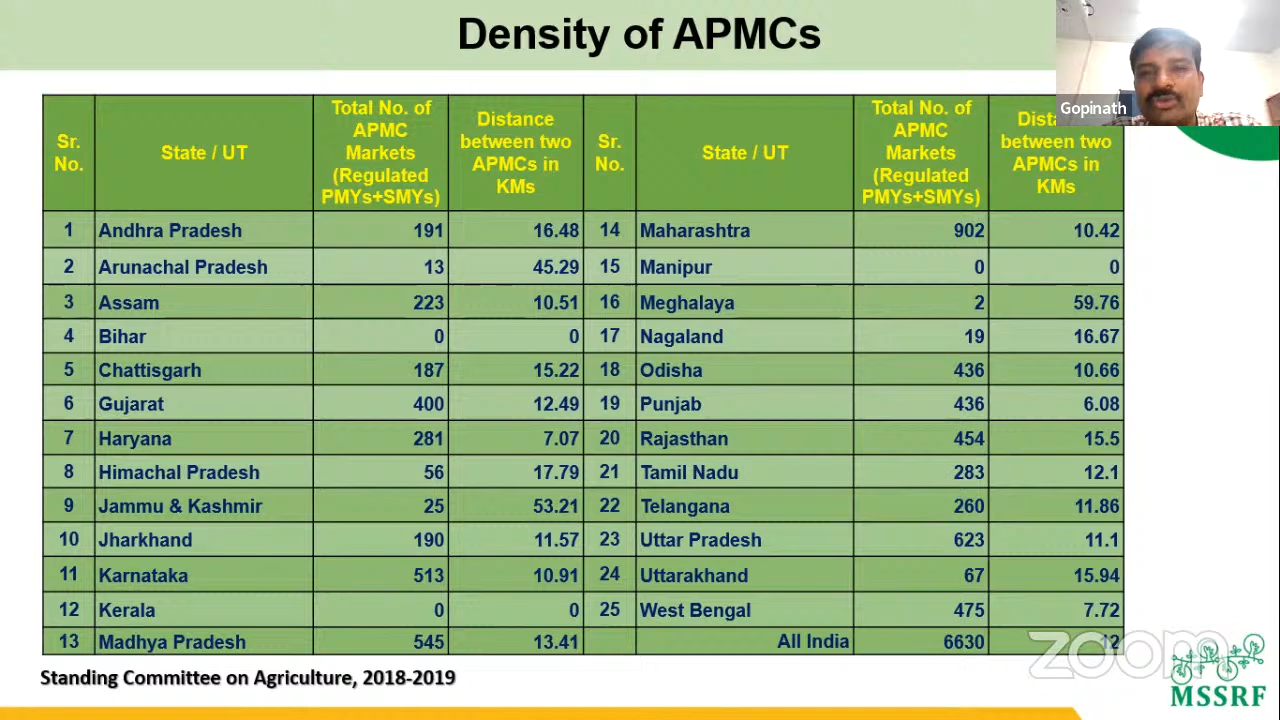 Density of APMCs
Gopinath
Sr. No. State / UT Total No. of APMC Markets (Regulated PMYs+SMYs) Distance between two APMCs in KMs Sr. No. State / UT Total No. of APMC Markets (Regulated PMYs+SMYs) between two APMCs in KMs
1 Andhra Pradesh 191 16.48 14 Maharashtra 902 10.42
2 Arunachal Pradesh 13 45.29 15 Manipur 0 0
3 Assam 223 10.51 16 Meghalaya 2 59.76
4 Bihar 0 0 17 Nagaland 19 16.67
5 Chattisgarh 187 15.22 18 Odisha 436 10.66
6 Gujarat 400 12.49 19 Punjab 436 6.08
7 Haryana 281 7.07 20 Rajasthan 454 15.5
8 Himachal Pradesh 56 17.79 21 Tamil Nadu 283 12.1
9 Jammu & Kashmir 25 53.21 22 Telangana 260 11.86
10 Jharkhand 190 11.57 23 Uttar Pradesh 623 11.1
11 Karnataka 513 10.91 24 Uttarakhand 67 15.94
12 Kerala 0 0 25 West Bengal 475 7.72
13 Madhya Pradesh 545 13.41 All India 6630 12
zoom
Standing Committee on Agriculture, 2018-2019
MSSRF